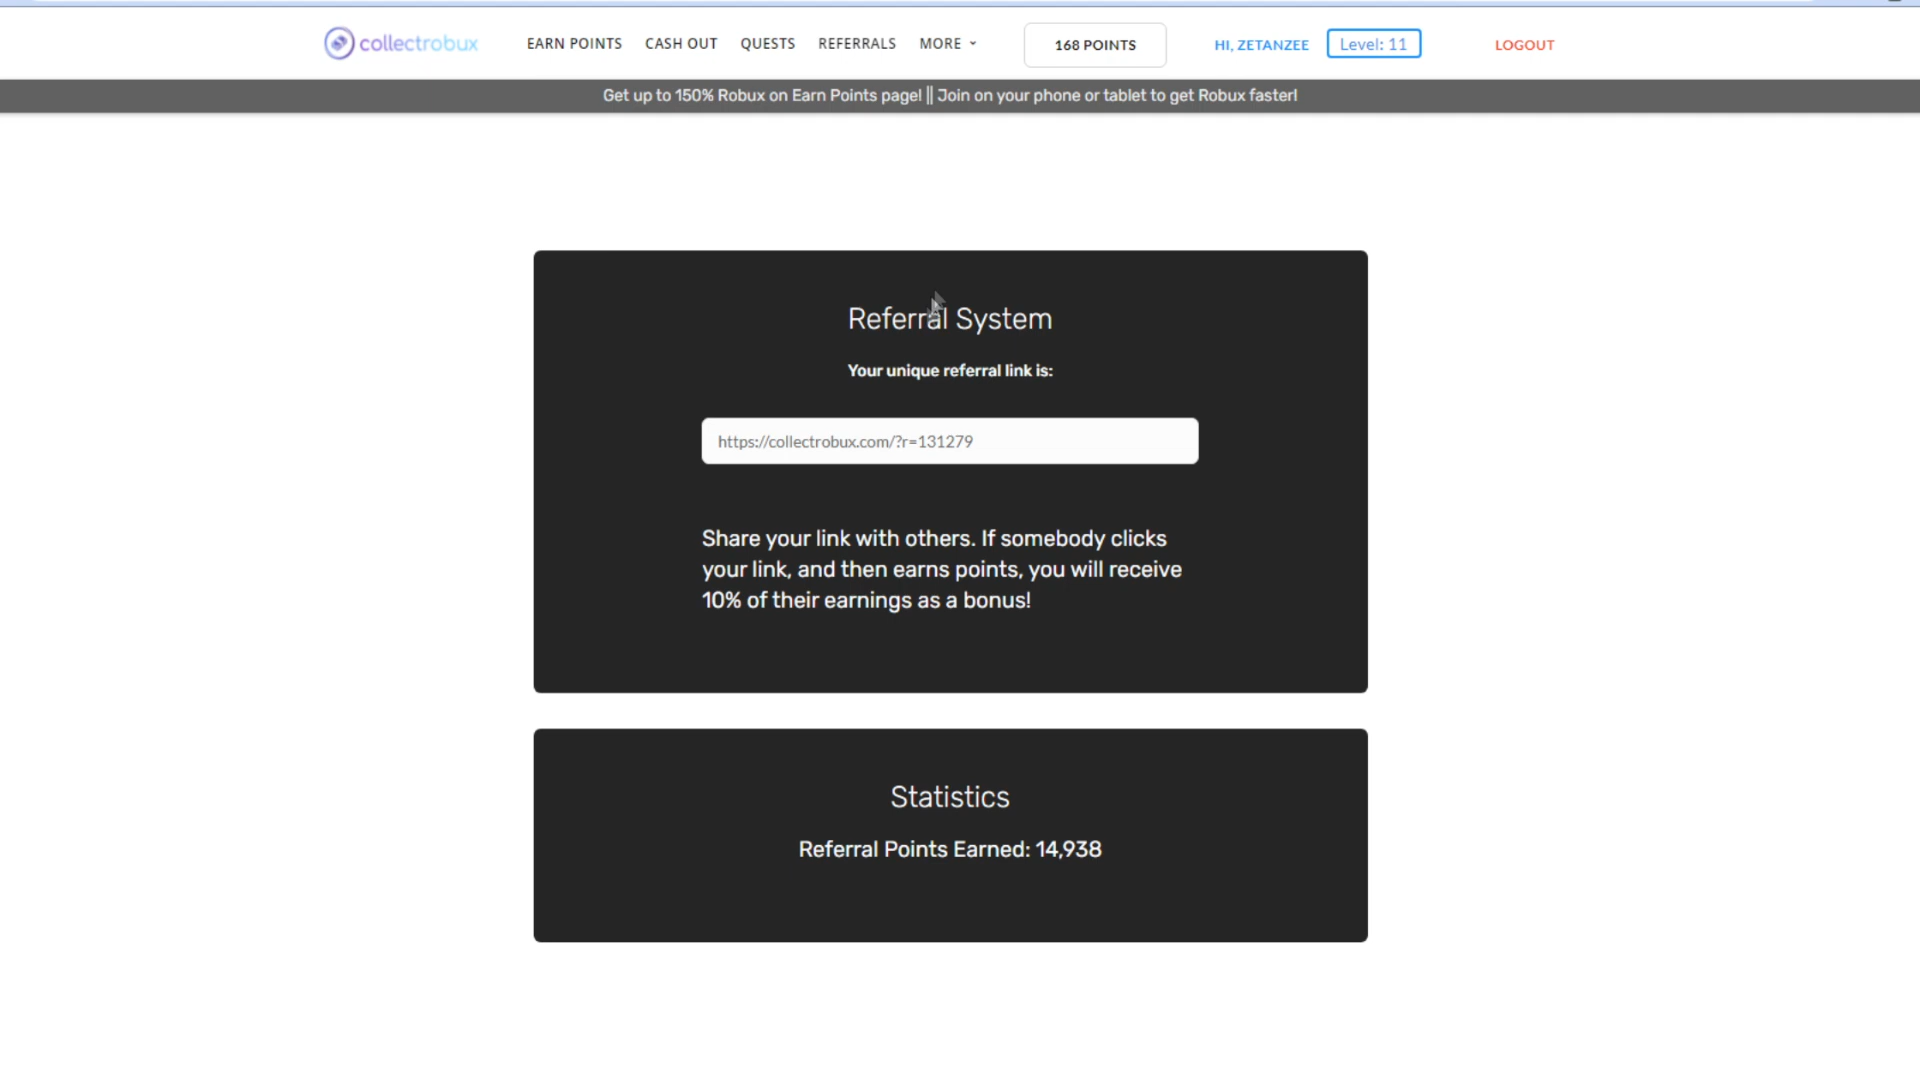 collectrobux
EARN POINTS
CASH OUT
QUESTS
REFERRALS
MORE
168 POINTS
HI, ZETANZEE
Level: 11
LOGOUT
Get up to 150% Robux on Earn Points page! || Join on your phone or tablet to get Robux faster!
Referral System
Your unique referral link is:
https://collectrobux.com/?r=131279
Share your link with others. If somebody clicks
your link, and then earns points, you will receive
10% of their earnings as a bonus!
Statistics
Referral Points Earned: 14,938